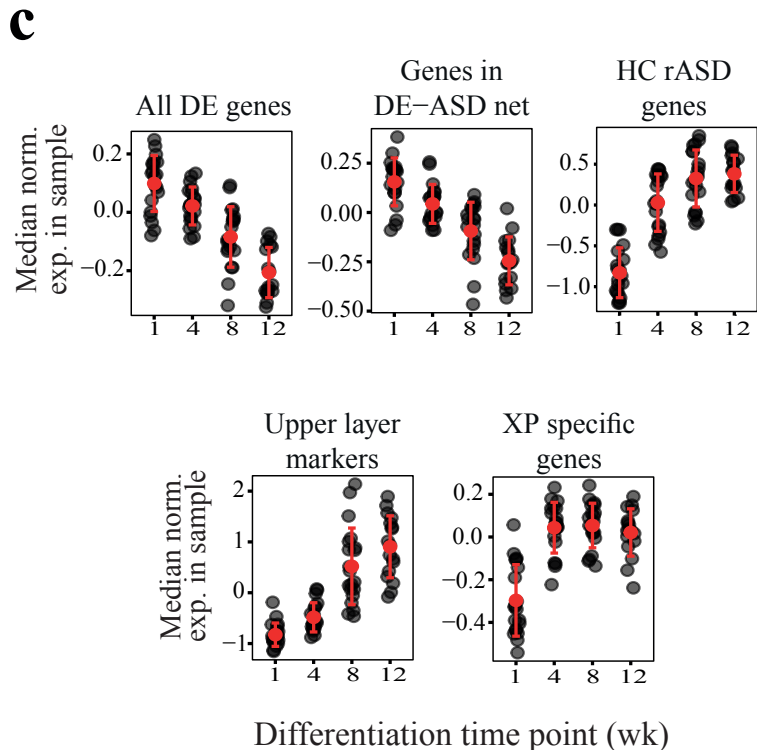 c
All DE genes
Genes in
DE−ASD net
HC rASD
genes
Median norm.
exp. in sample
0.2
0.0
−0.2
1 4 8 12
0.25
0.00
−0.25
−0.50
1 4 8 12
0.5
0.0
−0.5
−1.0
1 4 8 12
Upper layer
markers
XP specific
genes
Median norm.
exp. in sample
2
1
0
−1
1 4 8 12
0.2
0.0
−0.2
−0.4
1 4 8 12
Differentiation time point (wk)